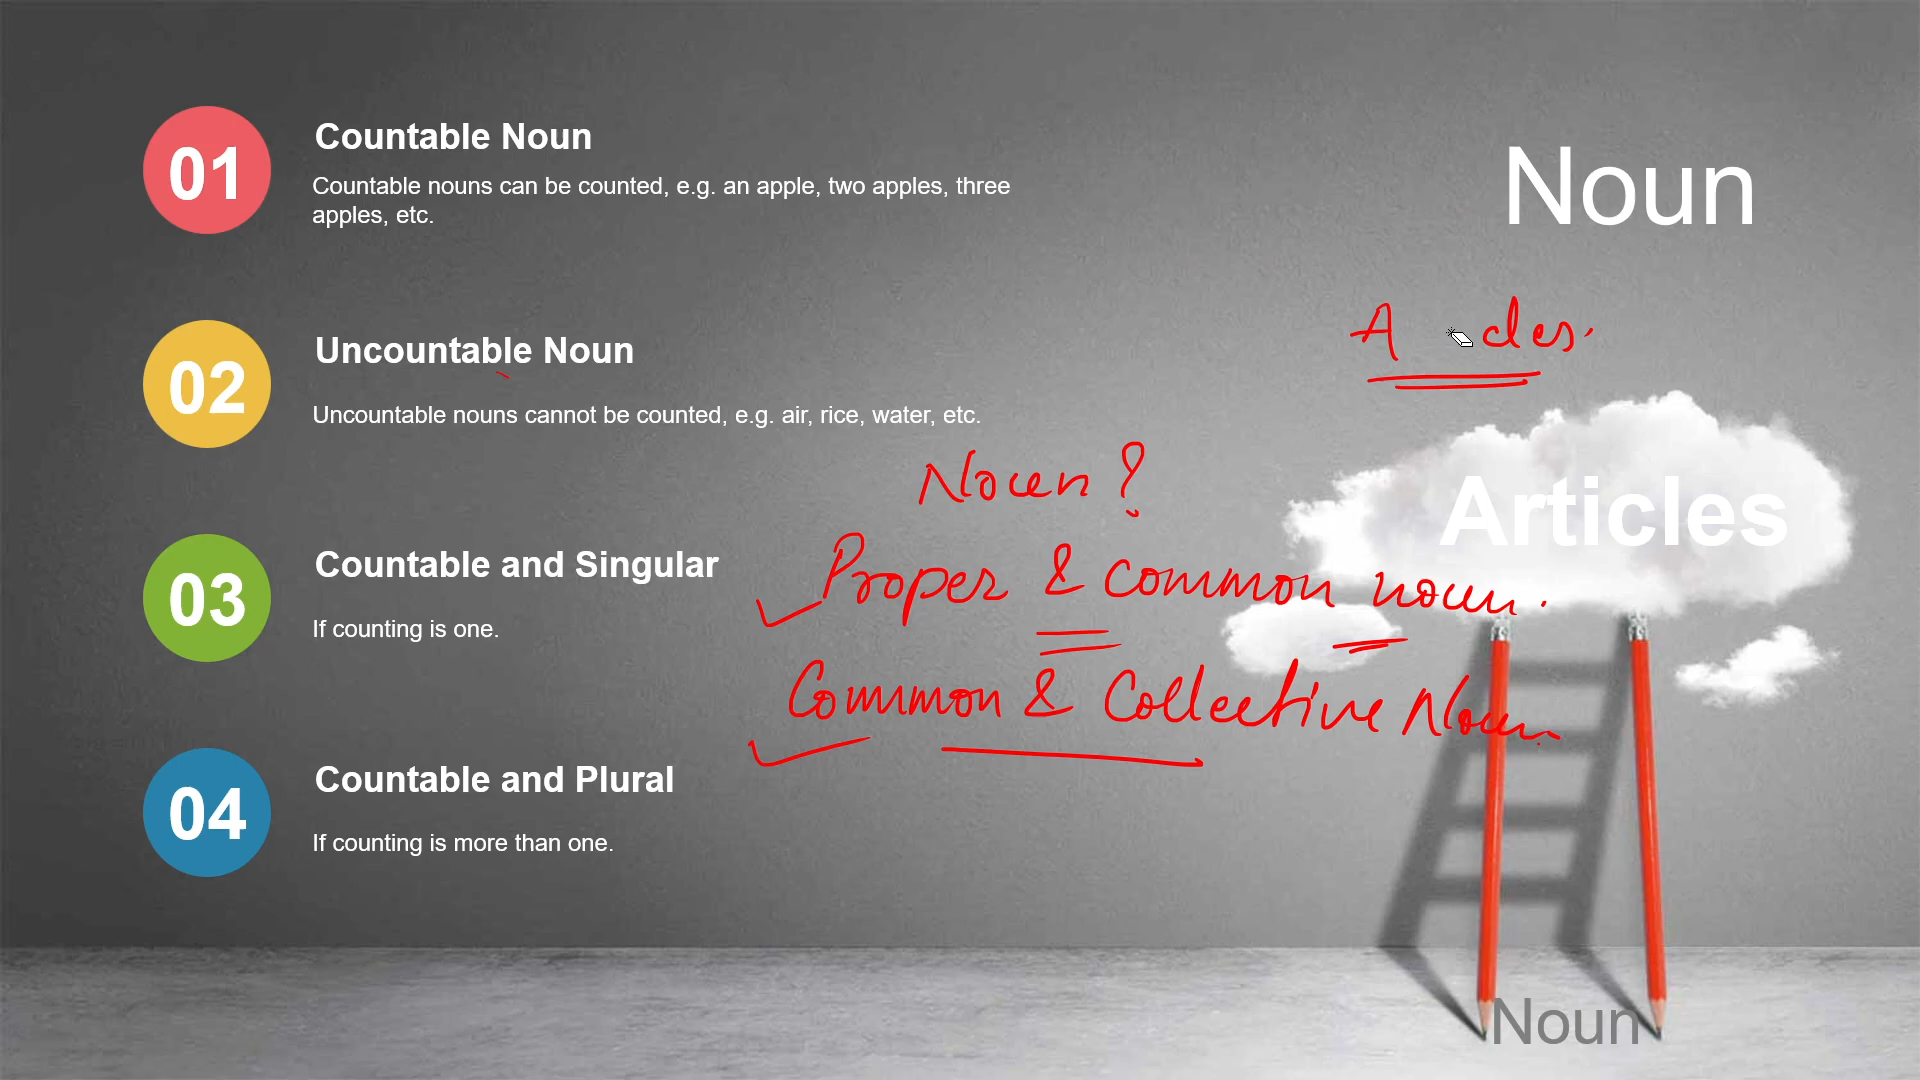 01
Countable Noun
Countable nouns can be counted, e.g. an apple, two apples, three
apples, etc.
Noun
02
Uncountable Noun
Uncountable nouns cannot be counted, e.g. air, rice, water, etc.
A cles.
Articles
Noun?
03
Countable and Singular
If counting is one.
Proper & common noun.
Common & Collective Noun.
04
Countable and Plural
If counting is more than one.
Noun